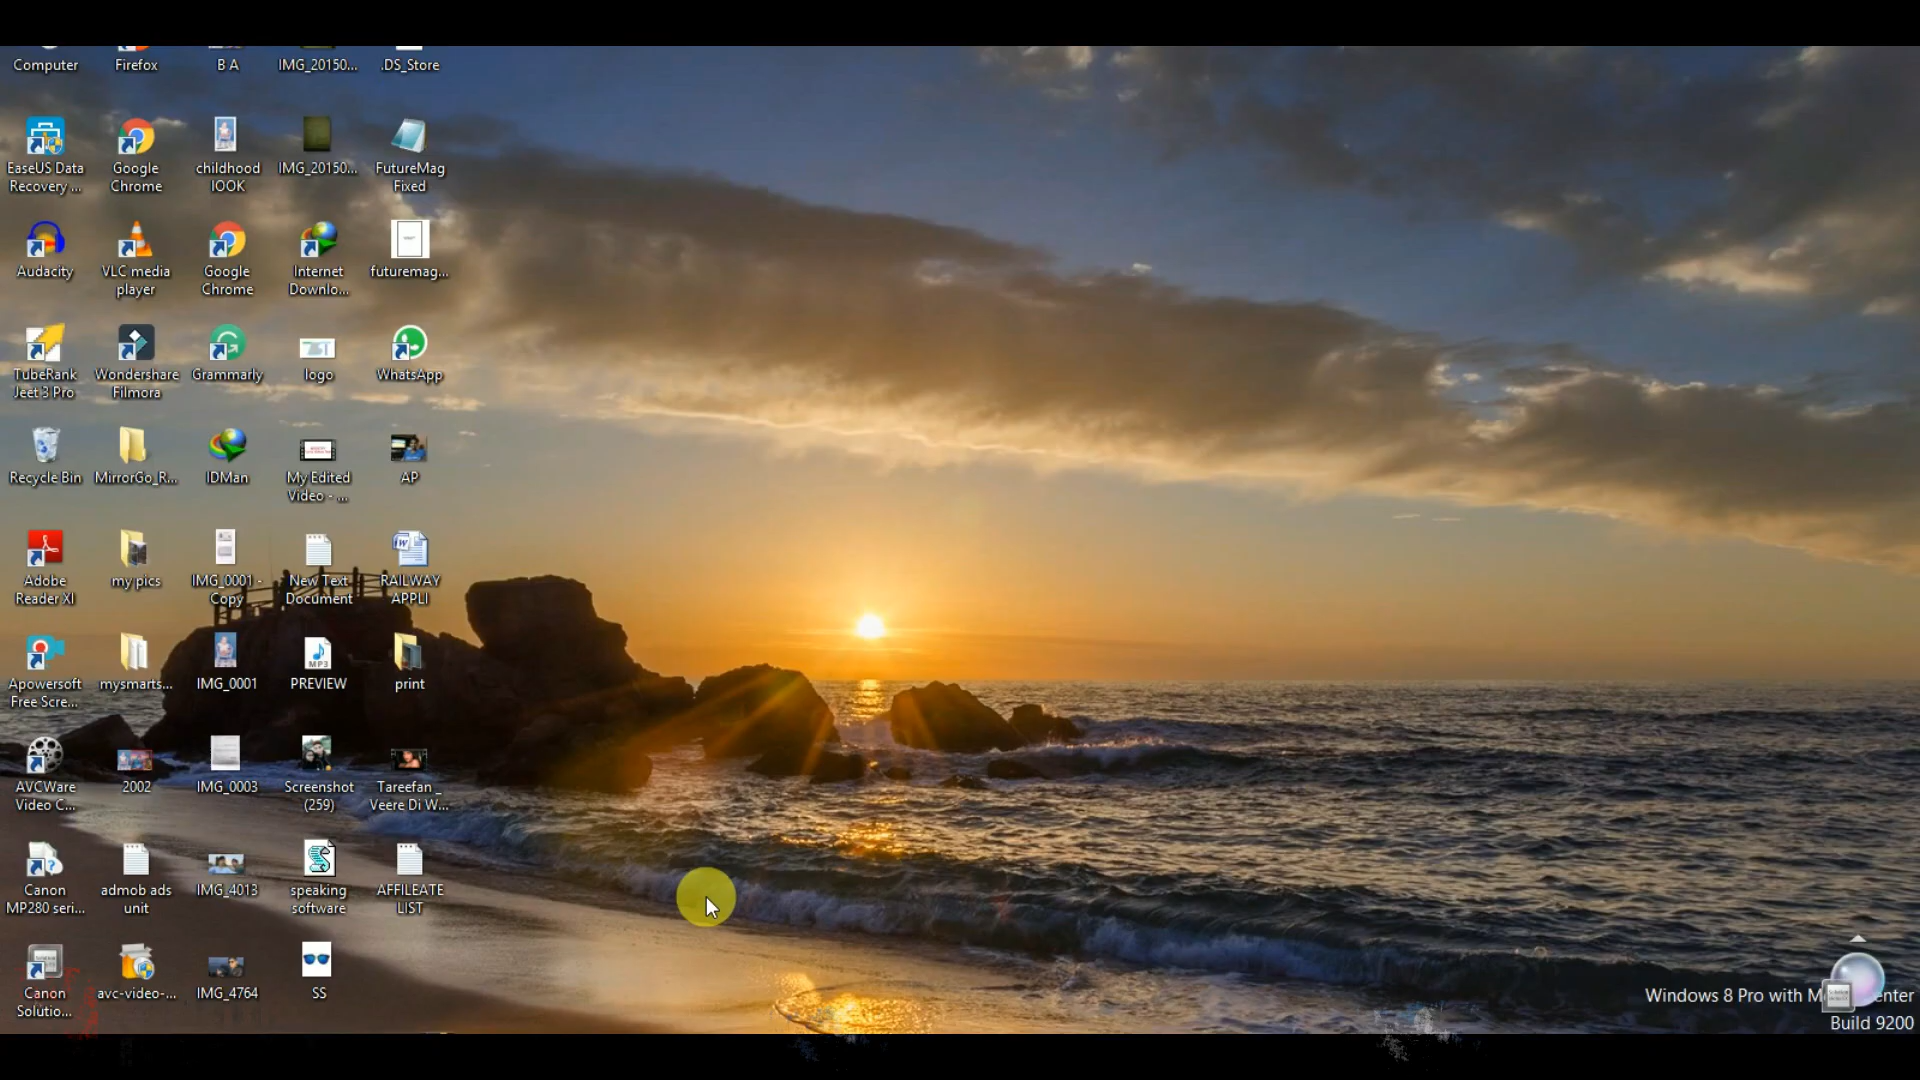 Computer
Firefox
B A
IMG_20150...
.DS_Store
EaseUS Data
Recovery ...
Google
Chrome
childhood
lOOK
IMG_20150...
FutureMag
Fixed
Audacity
VLC media
player
Google
Chrome
Internet
Downlo...
futuremag...
TubeRank
Jeet 3 Pro
Wondershare
Filmora
Grammarly
logo
WhatsApp
Recycle Bin
MirrorGo_R...
IDMan
My Edited
Video - ...
AP
Adobe
Reader XI
my pics
IMG_0001 -
Copy
New Text
Document
RAILWAY
APPLI
Apowersoft
Free Scre...
mysmarts...
IMG_0001
MP3
PREVIEW
print
AVCWare
Video C...
2002
IMG_0003
Screenshot
(259)
Tareefan _
Veere Di W...
Canon
MP280 seri...
admob ads
unit
IMG_4013
speaking
software
AFFILEATE
LIST
Canon
Solutio...
avc-video-...
IMG_4764
SS
Windows 8 Pro with M
enter
Build 9200